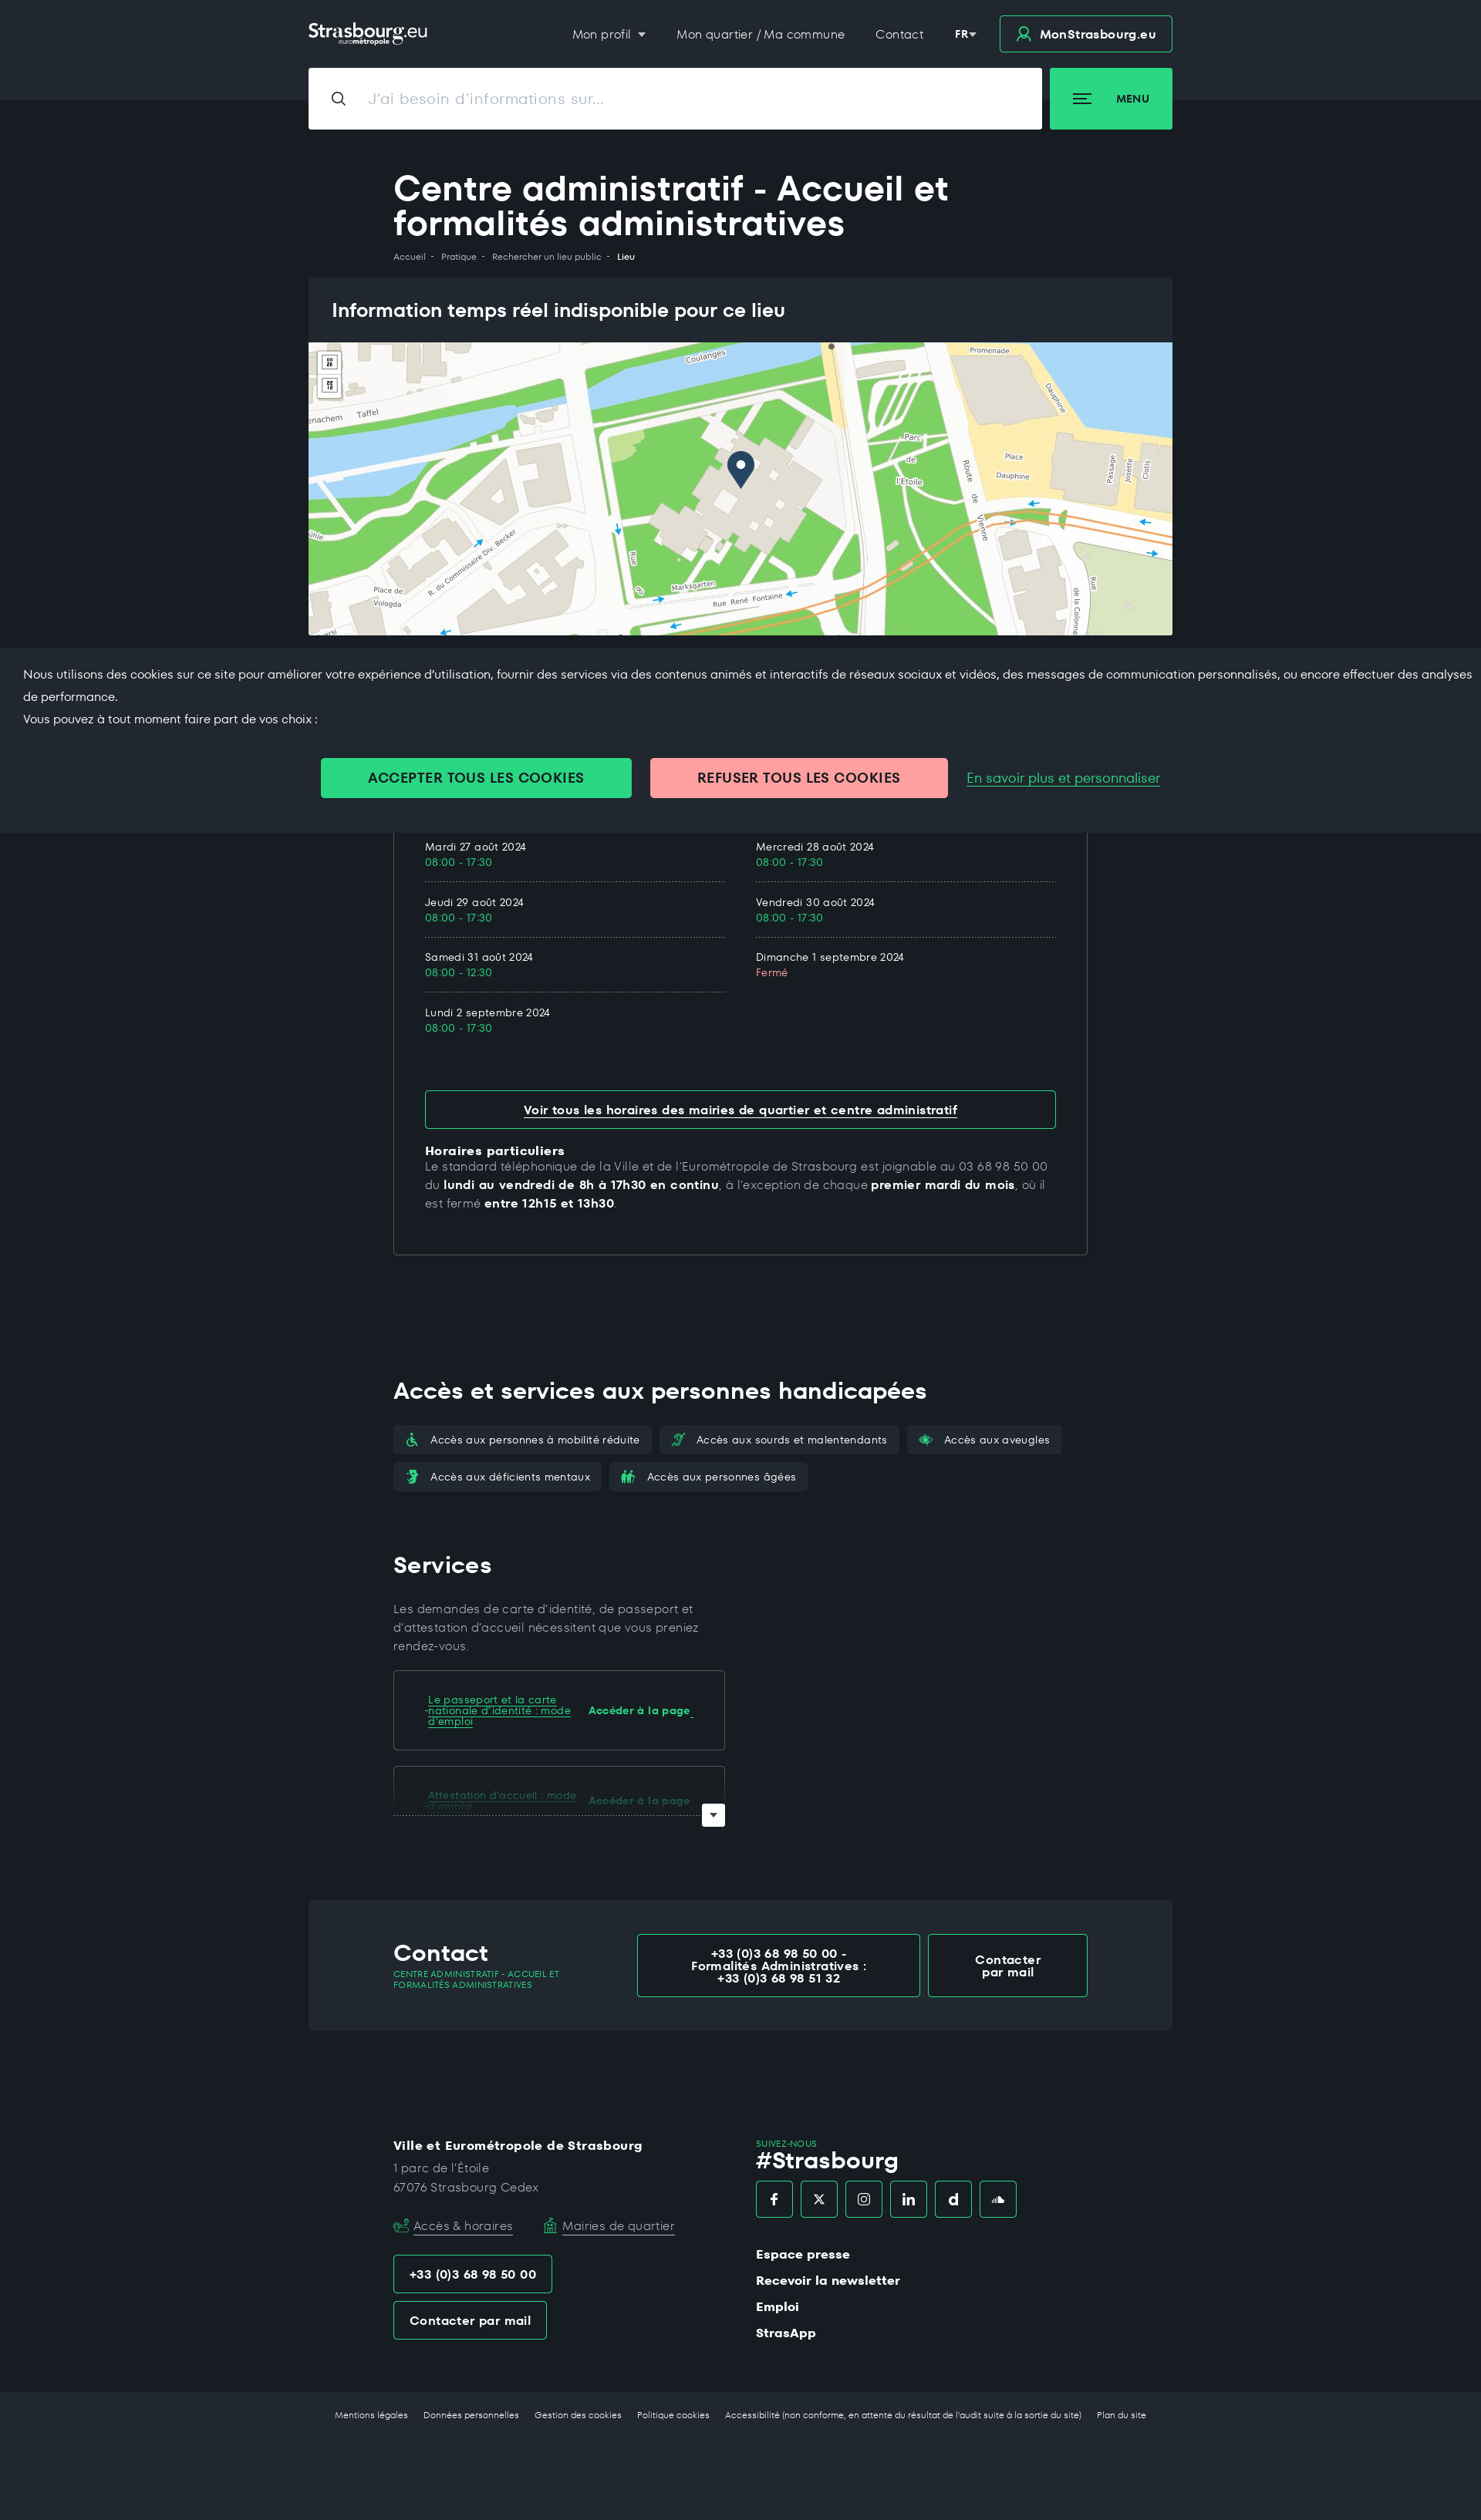 Strasbourg.eu
eurométropole
Mon profil
Mon quartier / Ma commune
Contact
FR
MonStrasbourg.eu
J'ai besoin d'informations sur...
MENU
Centre administratif - Accueil et
formalités administratives
Accueil - Pratique - Rechercher un lieu public - Lieu
Information temps réel indisponible pour ce lieu
Coulanges
Promenade
Dauphine
Taffel
Parc
de
l'Etoile
Place
Dauphine
Passage
Josette
Clotis
Route
de
Vienne
R. du Commissaire Div. Becker
Rue
Marksgarten
Rue René Fontaine
Place de
Vologda
Rue
de la Colonne
Nous utilisons des cookies sur ce site pour améliorer votre expérience d'utilisation, fournir des services via des contenus animés et interactifs de réseaux sociaux et vidéos, des messages de communication personnalisés, ou encore effectuer des analyses
de performance.
Vous pouvez à tout moment faire part de vos choix :
ACCEPTER TOUS LES COOKIES
REFUSER TOUS LES COOKIES
En savoir plus et personnaliser
Mardi 27 août 2024
08:00 - 17:30
Mercredi 28 août 2024
08:00 - 17:30
Jeudi 29 août 2024
08:00 - 17:30
Vendredi 30 août 2024
08:00 - 17:30
Samedi 31 août 2024
08:00 - 12:30
Dimanche 1 septembre 2024
Fermé
Lundi 2 septembre 2024
08:00 - 17:30
Voir tous les horaires des mairies de quartier et centre administratif
Horaires particuliers
Le standard téléphonique de la Ville et de l'Eurométropole de Strasbourg est joignable au 03 68 98 50 00
du lundi au vendredi de 8h à 17h30 en continu, à l'exception de chaque premier mardi du mois, où il
est fermé entre 12h15 et 13h30.
Accès et services aux personnes handicapées
Accès aux personnes à mobilité réduite
Accès aux sourds et malentendants
Accès aux aveugles
Accès aux déficients mentaux
Accès aux personnes âgées
Services
Les demandes de carte d'identité, de passeport et
d'attestation d'accueil nécessitent que vous preniez
rendez-vous.
Le passeport et la carte
-nationale d'identité : mode
d'emploi
Accéder à la page
Attestation d'accueil : mode
-d'emploi
Accéder à la page
Contact
CENTRE ADMINISTRATIF - ACCUEIL ET
FORMALITÉS ADMINISTRATIVES
+33 (0)3 68 98 50 00 -
Formalités Administratives :
+33 (0)3 68 98 51 32
Contacter
par mail
Ville et Eurométropole de Strasbourg
1 parc de l'Étoile
67076 Strasbourg Cedex
Accès & horaires
Mairies de quartier
+33 (0)3 68 98 50 00
Contacter par mail
SUIVEZ-NOUS
#Strasbourg
Espace presse
Recevoir la newsletter
Emploi
StrasApp
Mentions légales
Données personnelles
Gestion des cookies
Politique cookies
Accessibilité (non conforme, en attente du résultat de l'audit suite à la sortie du site)
Plan du site